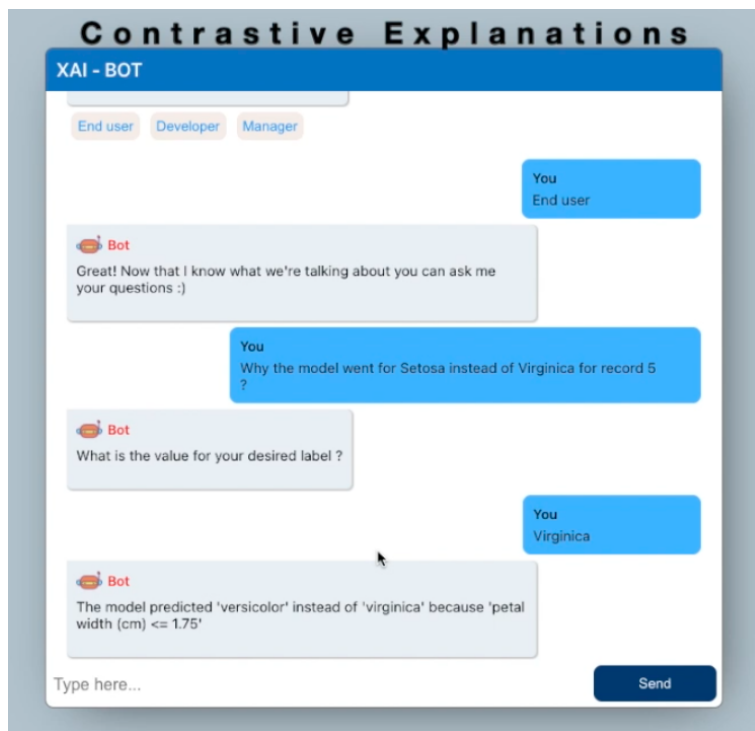 Contrastive Explanations
XAI - BOT
End user Developer Manager
You
End user
Bot
Great! Now that I know what we're talking about you can ask me
your questions :)
You
Why the model went for Setosa instead of Virginica for record 5
?
Bot
What is the value for your desired label ?
You
Virginica
Bot
The model predicted 'versicolor' instead of 'virginica' because 'petal
width (cm) <= 1.75'
Type here...
Send